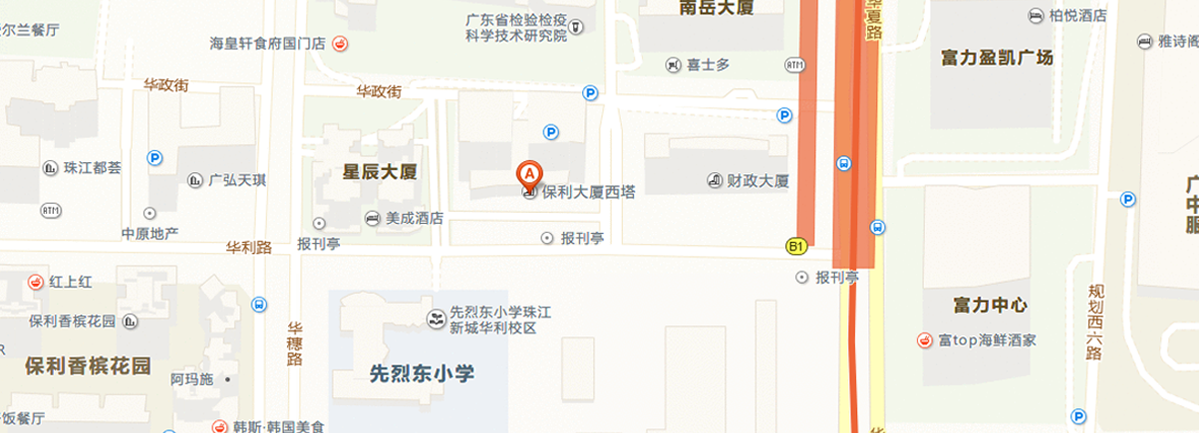 南岳大厦
广东省检验检疫
科学技术研究院
柏悦酒店
华夏路
海皇轩食府国门店
雅诗阁
富力盈凯广场
喜士多
ATM
华政街
华政街
P
P
P
珠江都荟
P
星辰大厦
A
广弘天琪
财政大厦
保利大厦西塔
P
ATM
美成酒店
中原地产
报刊亭
报刊亭
华利路
B1
报刊亭
红上红
富力中心
规划西六路
保利香槟花园
先烈东小学珠江
新城华利校区
华穗路
富top海鲜酒家
保利香槟花园
先烈东小学
阿玛施
P
饭餐厅
韩斯·韩国美食